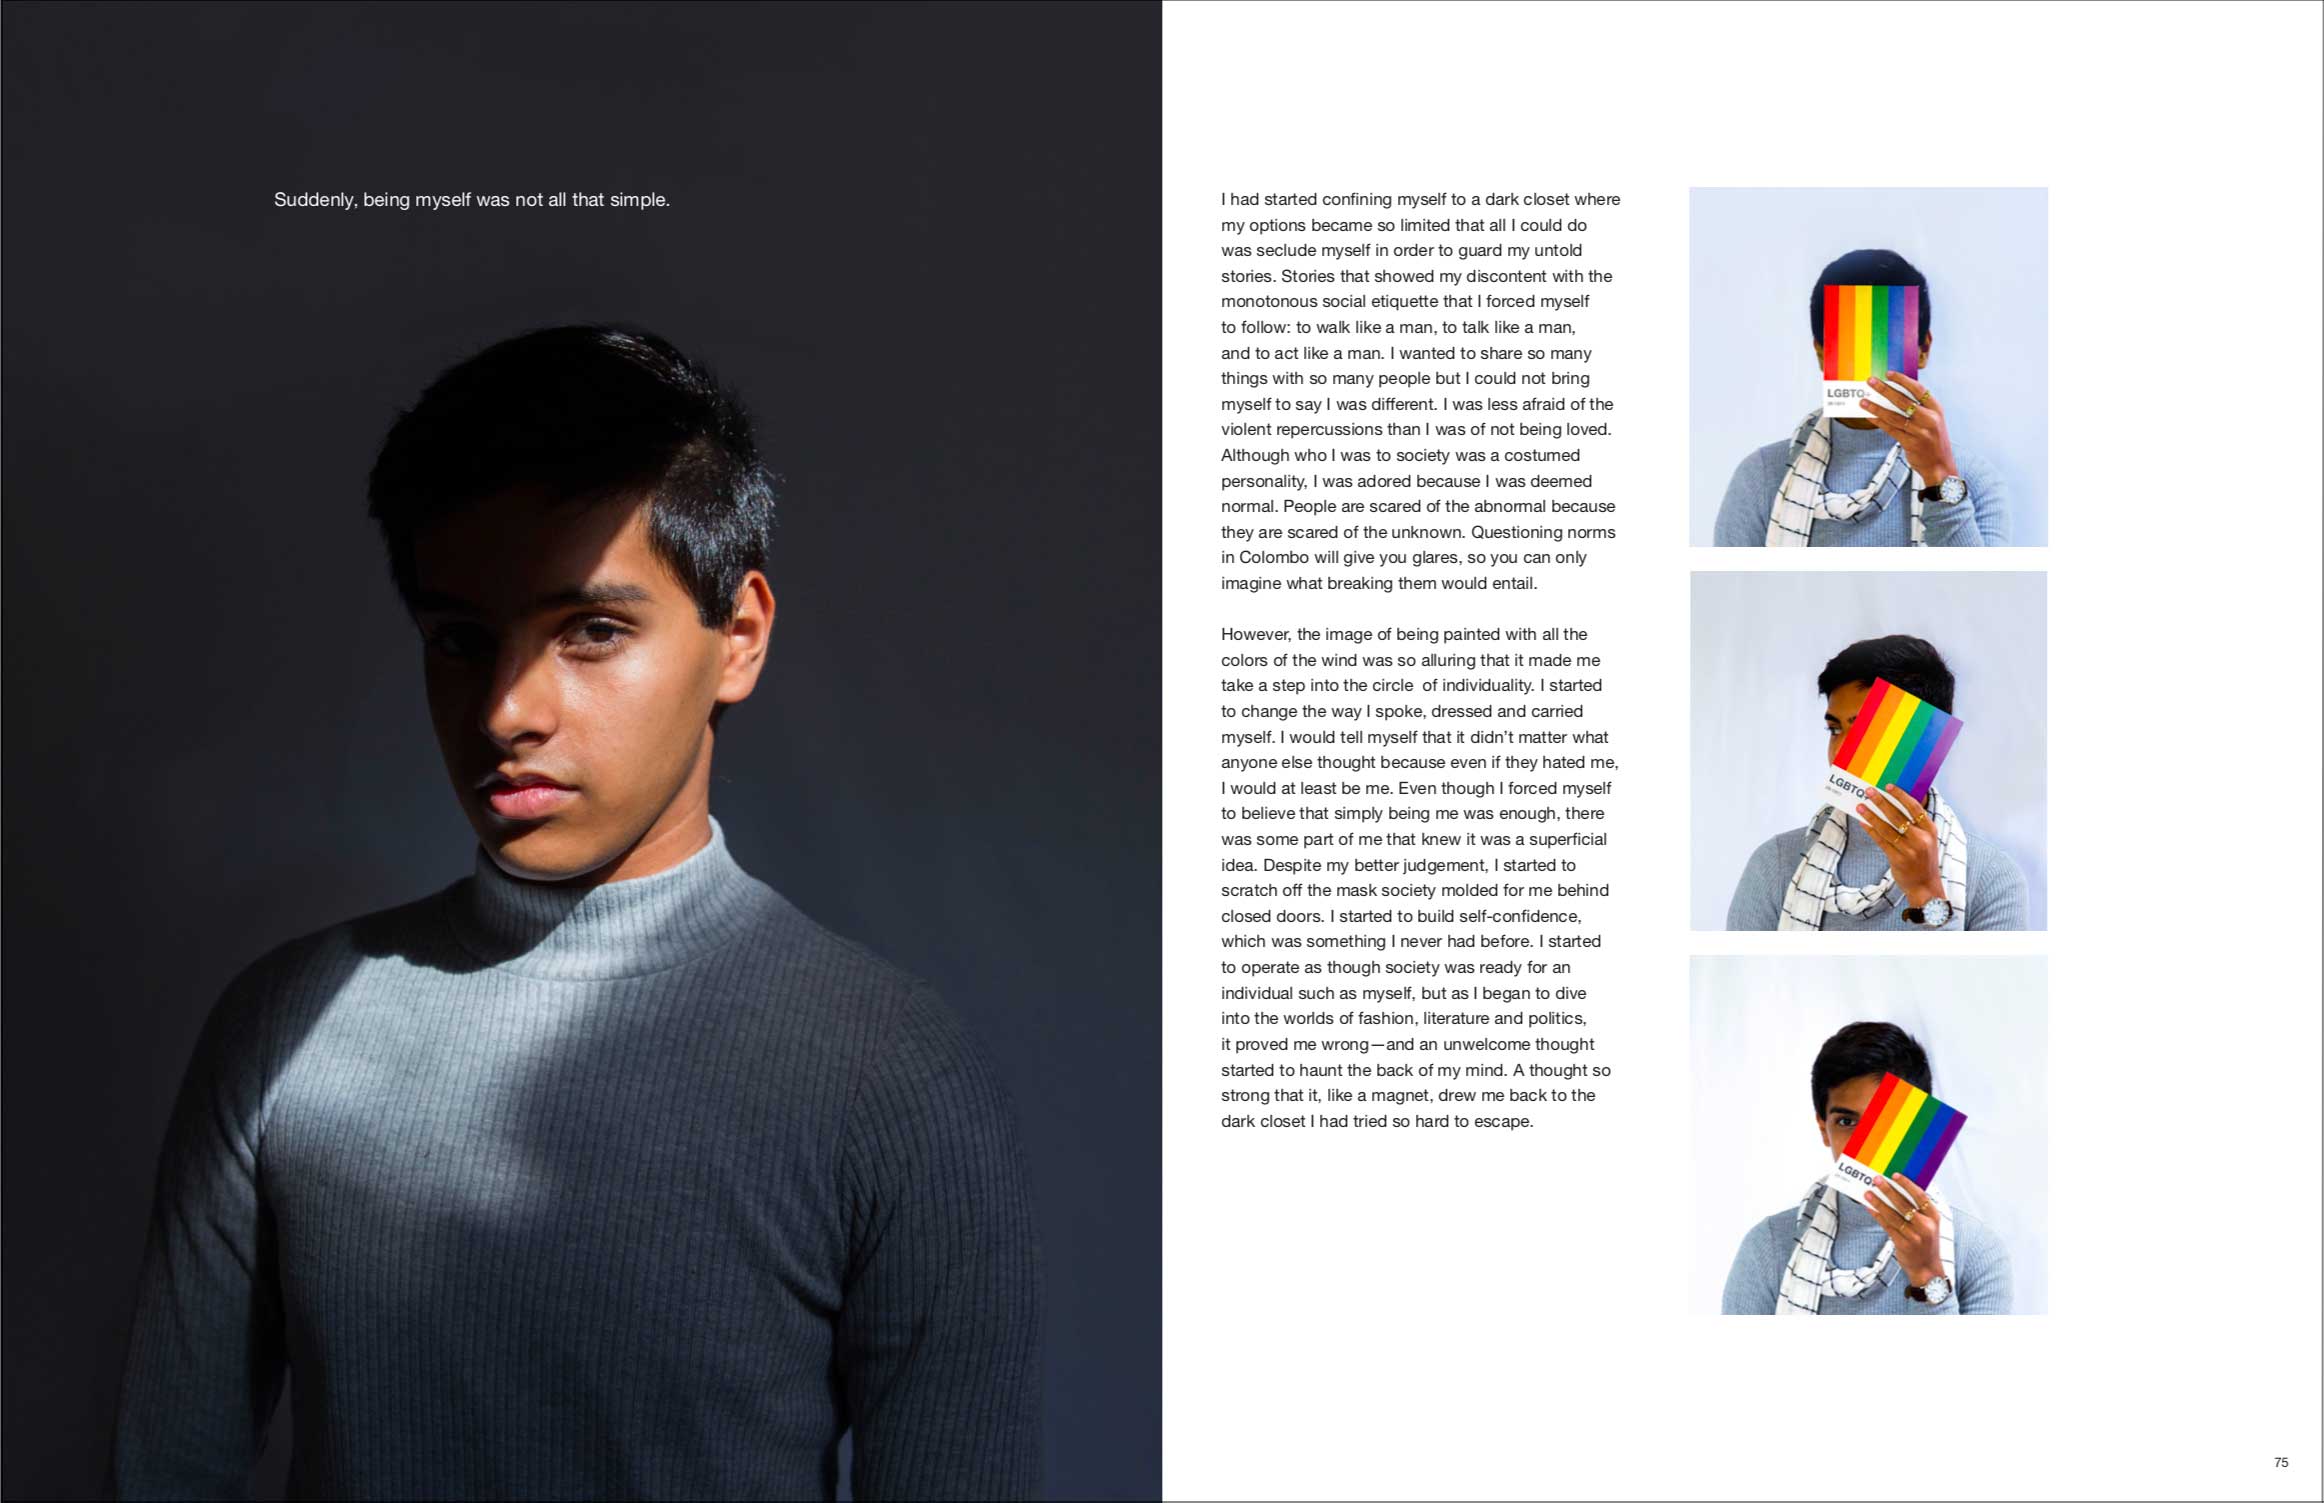 Suddenly, being myself was not all that simple.
I had started confining myself to a dark closet where
my options became so limited that all I could do
was seclude myself in order to guard my untold
stories. Stories that showed my discontent with the
monotonous social etiquette that I forced myself
to follow: to walk like a man, to talk like a man,
and to act like a man. I wanted to share so many
things with so many people but I could not bring
myself to say I was different. I was less afraid of the
violent repercussions than I was of not being loved.
Although who I was to society was a costumed
personality, I was adored because I was deemed
normal. People are scared of the abnormal because
they are scared of the unknown. Questioning norms
in Colombo will give you glares, so you can only
imagine what breaking them would entail.
However, the image of being painted with all the
colors of the wind was so alluring that it made me
take a step into the circle  of individuality. I started
to change the way I spoke, dressed and carried
myself. I would tell myself that it didn’t matter what
anyone else thought because even if they hated me,
I would at least be me. Even though I forced myself
to believe that simply being me was enough, there
was some part of me that knew it was a superficial
idea. Despite my better judgement, I started to
scratch off the mask society molded for me behind
closed doors. I started to build self-confidence,
which was something I never had before. I started
to operate as though society was ready for an
individual such as myself, but as I began to dive
into the worlds of fashion, literature and politics,
it proved me wrong—and an unwelcome thought
started to haunt the back of my mind. A thought so
strong that it, like a magnet, drew me back to the
dark closet I had tried so hard to escape.
LGBTQ+
LGBTQ+
LGBTQ+
75